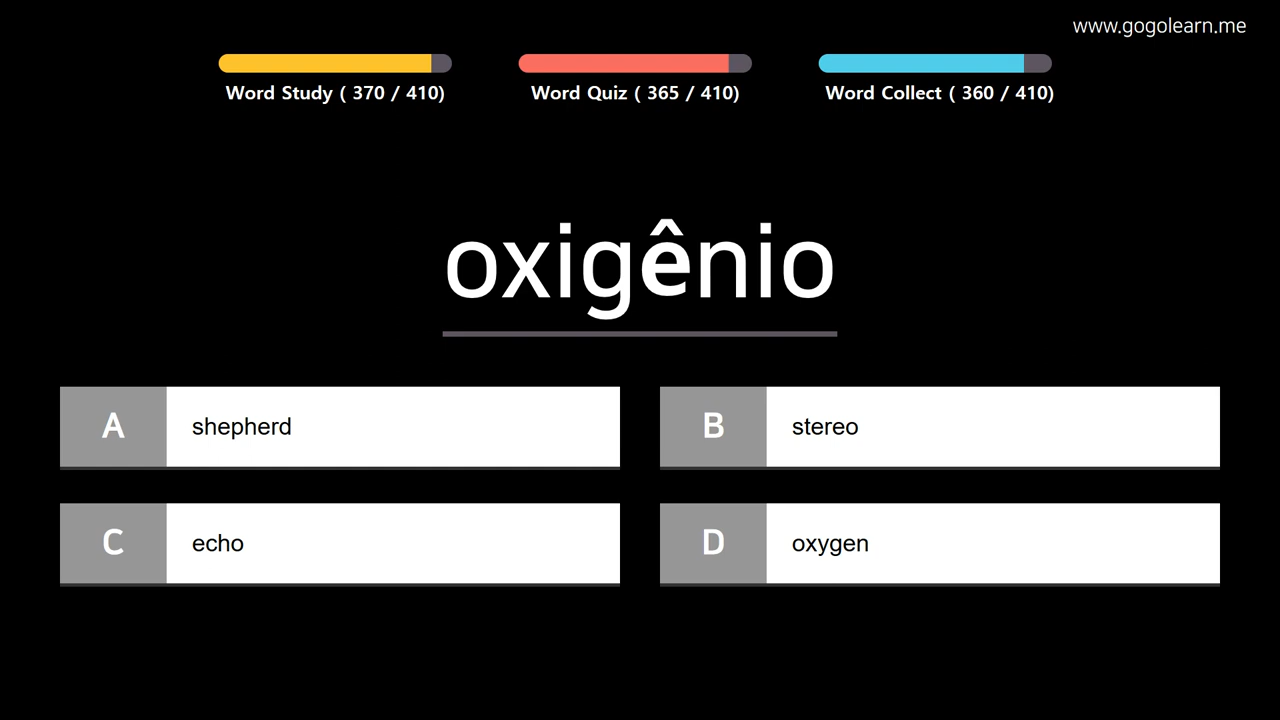 www.gogolearn.me
Word Study ( 370 / 410)
Word Quiz ( 365 / 410)
Word Collect ( 360 / 410)
oxigênio
A shepherd
B stereo
C echo
D oxygen